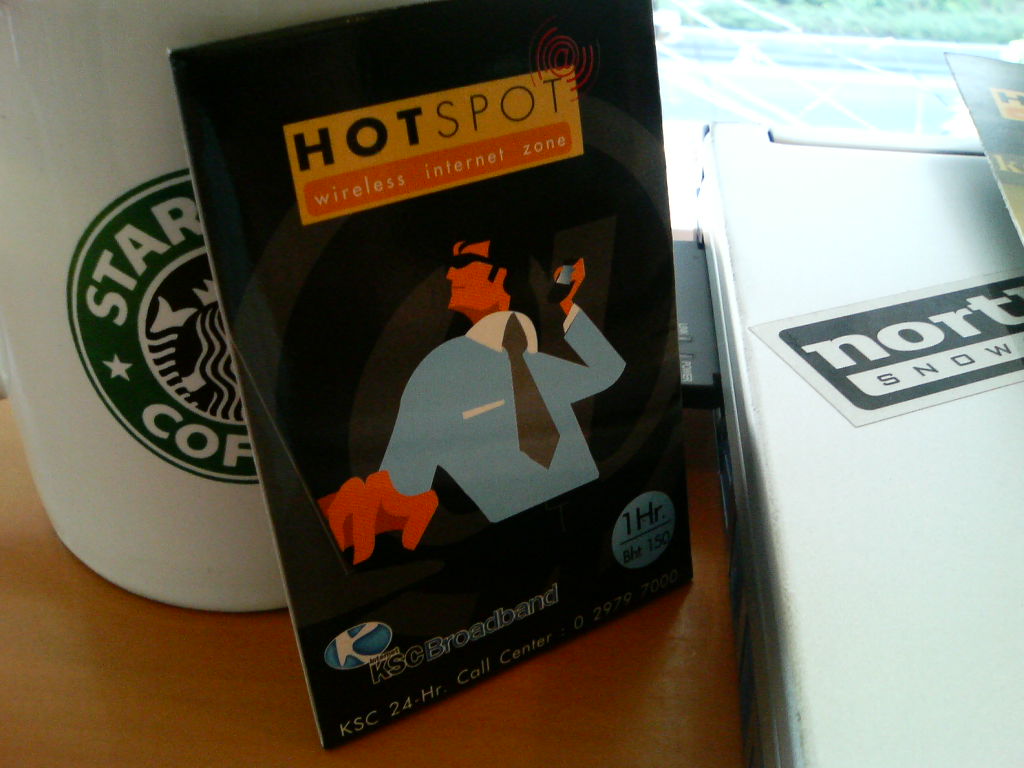 STAR
COF
HOTSPOT
wireless internet zone
1Hr.
Bht 150
KSC Broadband
KSC 24-Hr. Call Center : 0 2979 7000
nort
SNOW